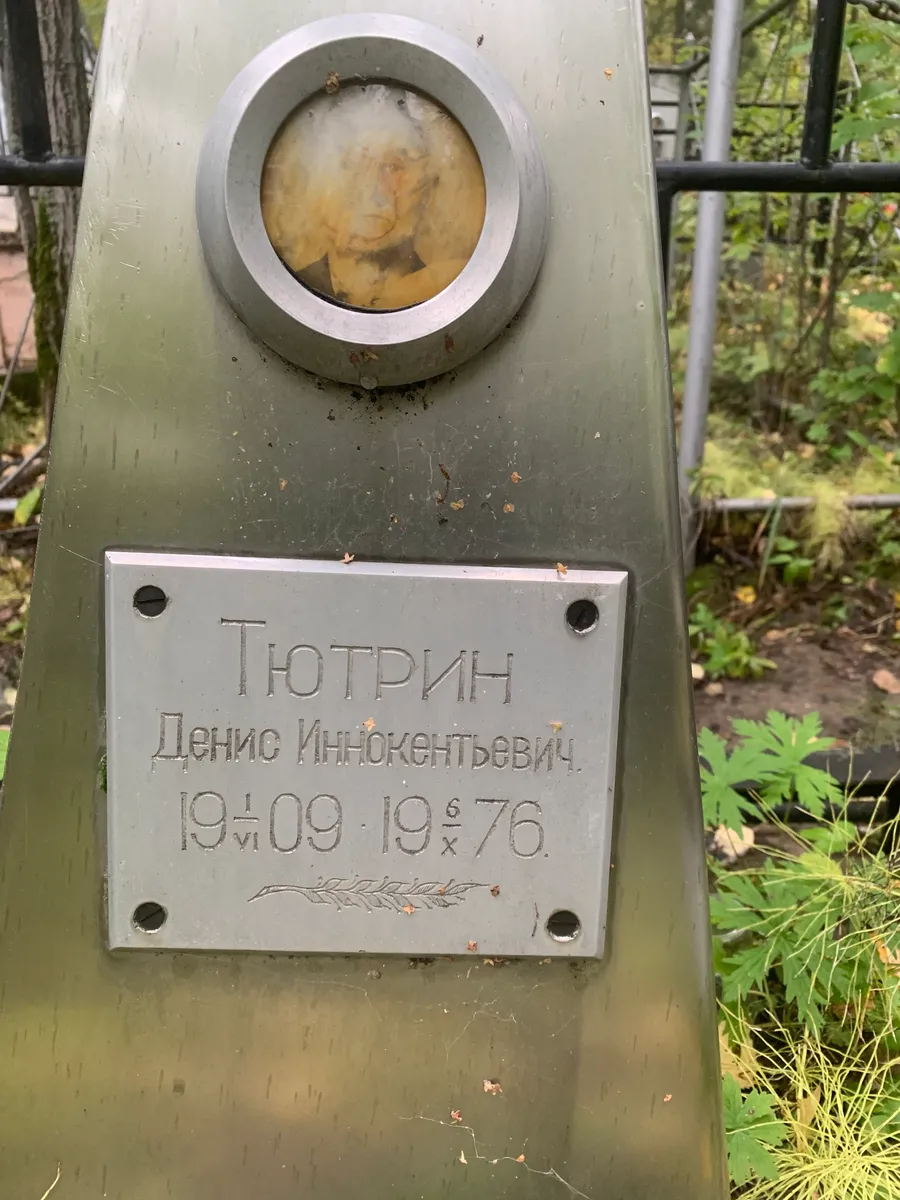 Тютрин
Денис Иннокентьевич.
19 1/VI 09 19 6/X 76.